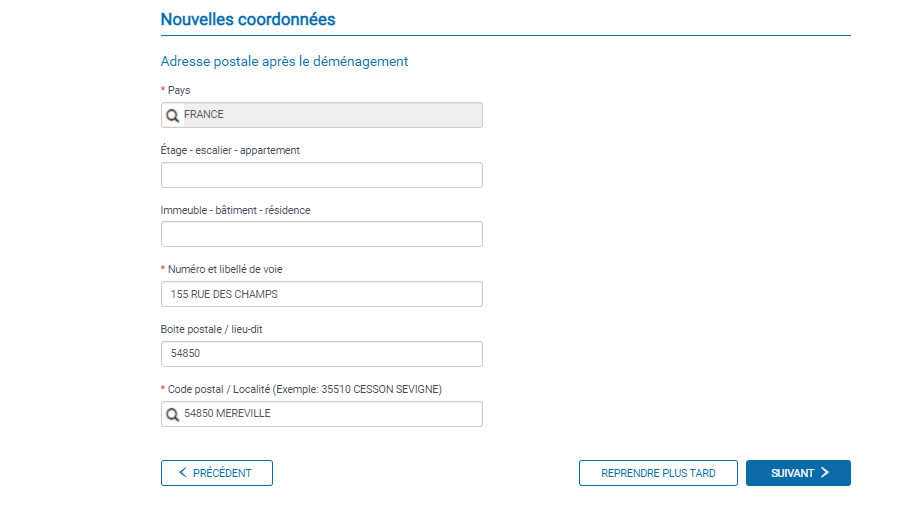 Nouvelles coordonnées
Adresse postale après le déménagement
* Pays
FRANCE
Étage - escalier - appartement
Immeuble - bâtiment - résidence
* Numéro et libellé de voie
155 RUE DES CHAMPS
Boite postale / lieu-dit
54850
* Code postal / Localité (Exemple: 35510 CESSON SEVIGNE)
54850 MEREVILLE
PRÉCÉDENT
REPRENDRE PLUS TARD
SUIVANT